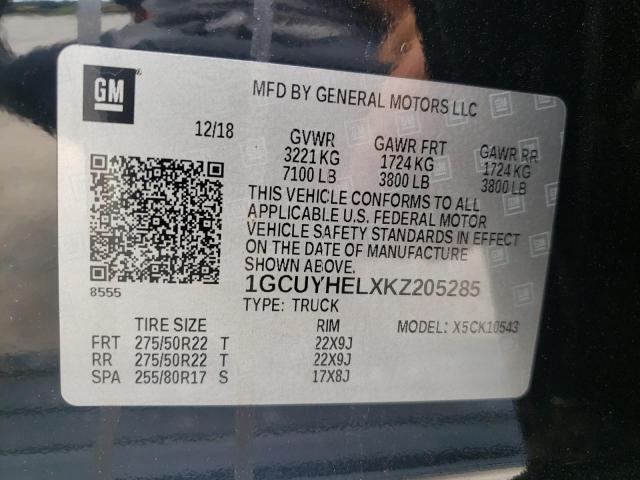 GM
MFD BY GENERAL MOTORS LLC
12/18 GVWR GAWR FRT GAWR RR
3221 KG 1724 KG 1724 KG
7100 LB 3800 LB 3800 LB
THIS VEHICLE CONFORMS TO ALL
APPLICABLE U.S. FEDERAL MOTOR
VEHICLE SAFETY STANDARDS IN EFFECT
ON THE DATE OF MANUFACTURE
SHOWN ABOVE.
8555 1GCUYHELXKZ205285
TYPE: TRUCK
TIRE SIZE RIM MODEL: X5CK10543
FRT 275/50R22 T 22X9J
RR 275/50R22 T 22X9J
SPA 255/80R17 S 17X8J